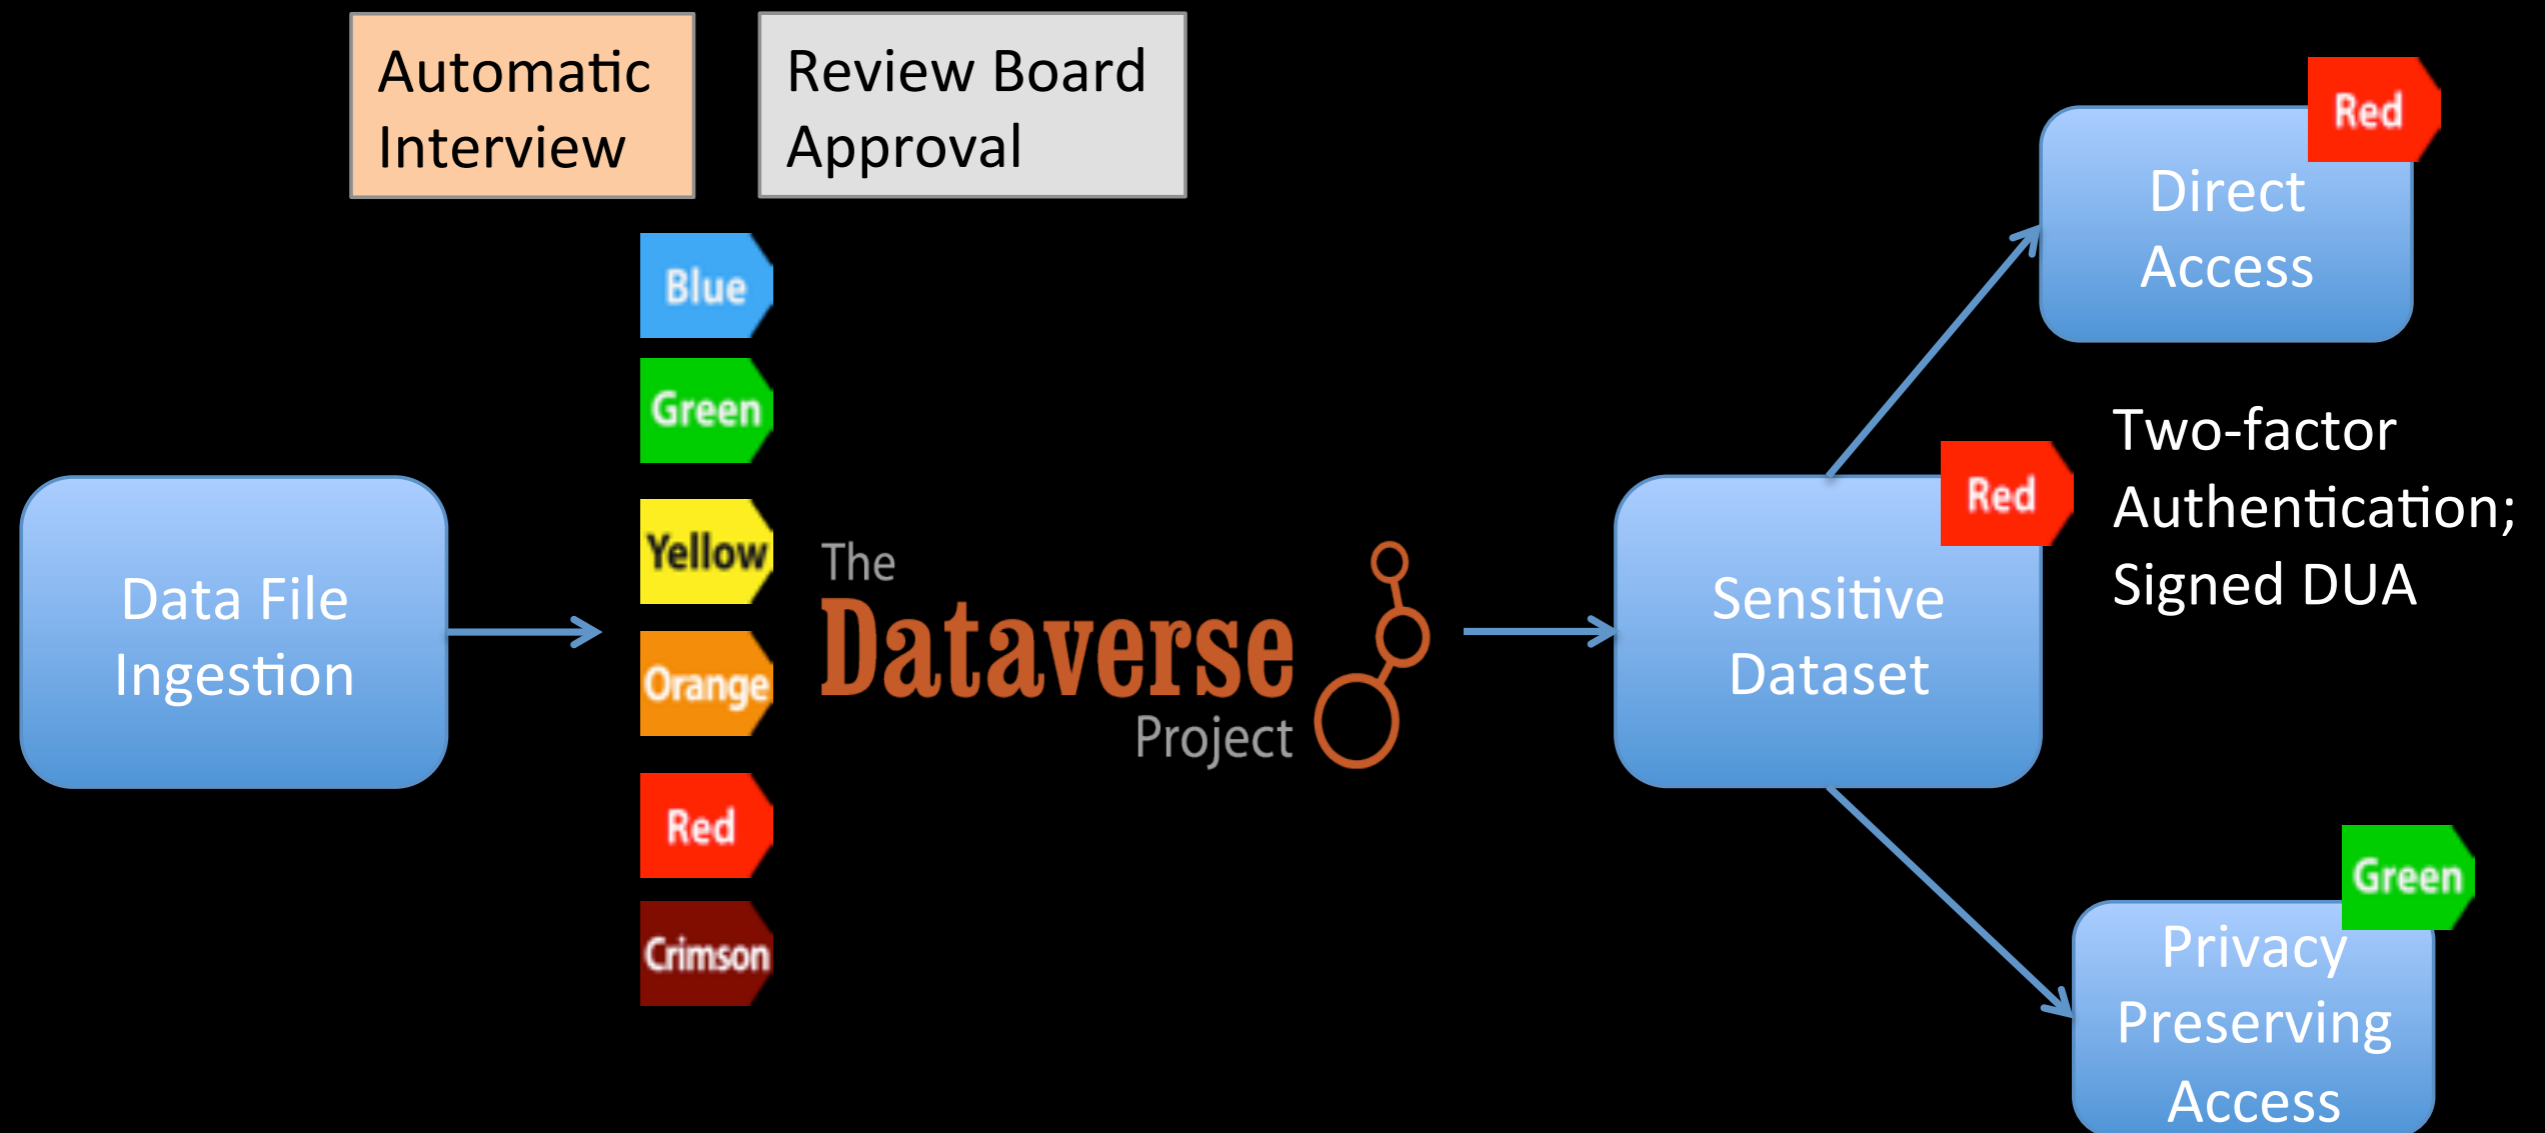 Automatic
Interview
Review Board
Approval
Blue
Green
Yellow
Orange
Red
Crimson
Data File
Ingestion
The
Dataverse
Project
Sensitive
Dataset
Red
Direct
Access
Red
Two-factor
Authentication;
Signed DUA
Green
Privacy
Preserving
Access